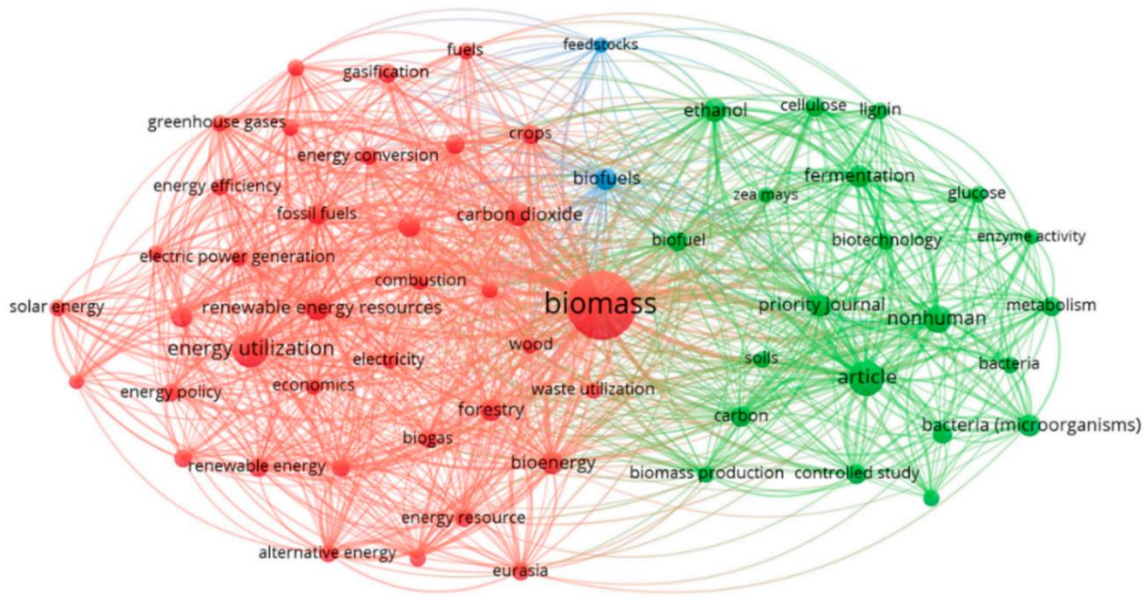 feedstocks
fuels
gasification
ethanol
cellulose
lignin
greenhouse gases
crops
energy conversion
biofuels
fermentation
energy efficiency
zea mays
glucose
fossil fuels
carbon dioxide
biofuel
biotechnology
enzyme activity
electric power generation
combustion
solar energy
renewable energy resources
biomass
priority journal
nonhuman
metabolism
energy utilization
electricity
wood
soils
bacteria
article
energy policy
economics
waste utilization
forestry
carbon
bacteria (microorganisms)
biogas
renewable energy
bioenergy
biomass production
controlled study
energy resource
alternative energy
eurasia